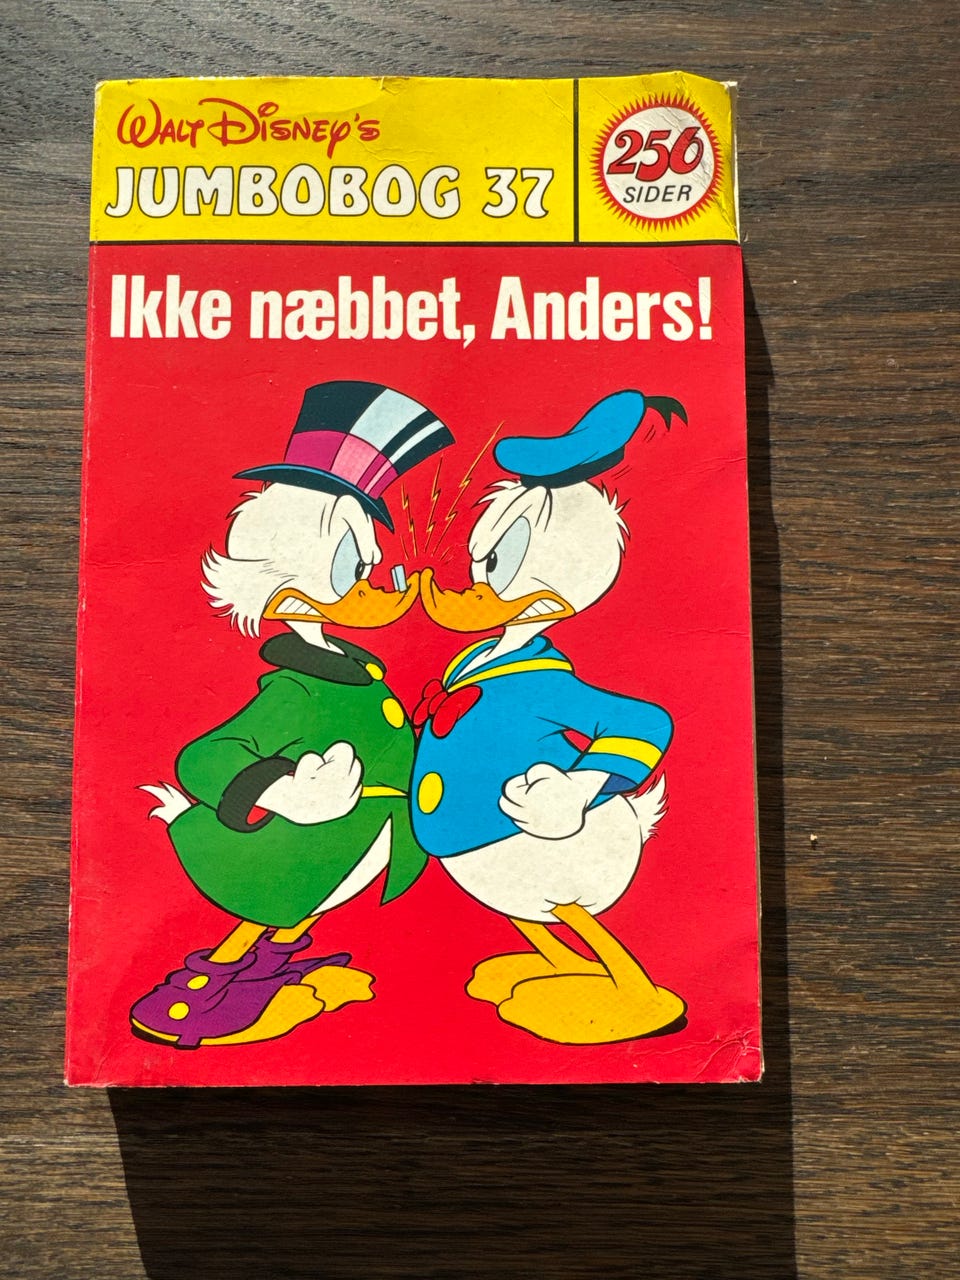 Walt Disney's
JUMBOBOG 37
256
SIDER
Ikke næbbet, Anders!